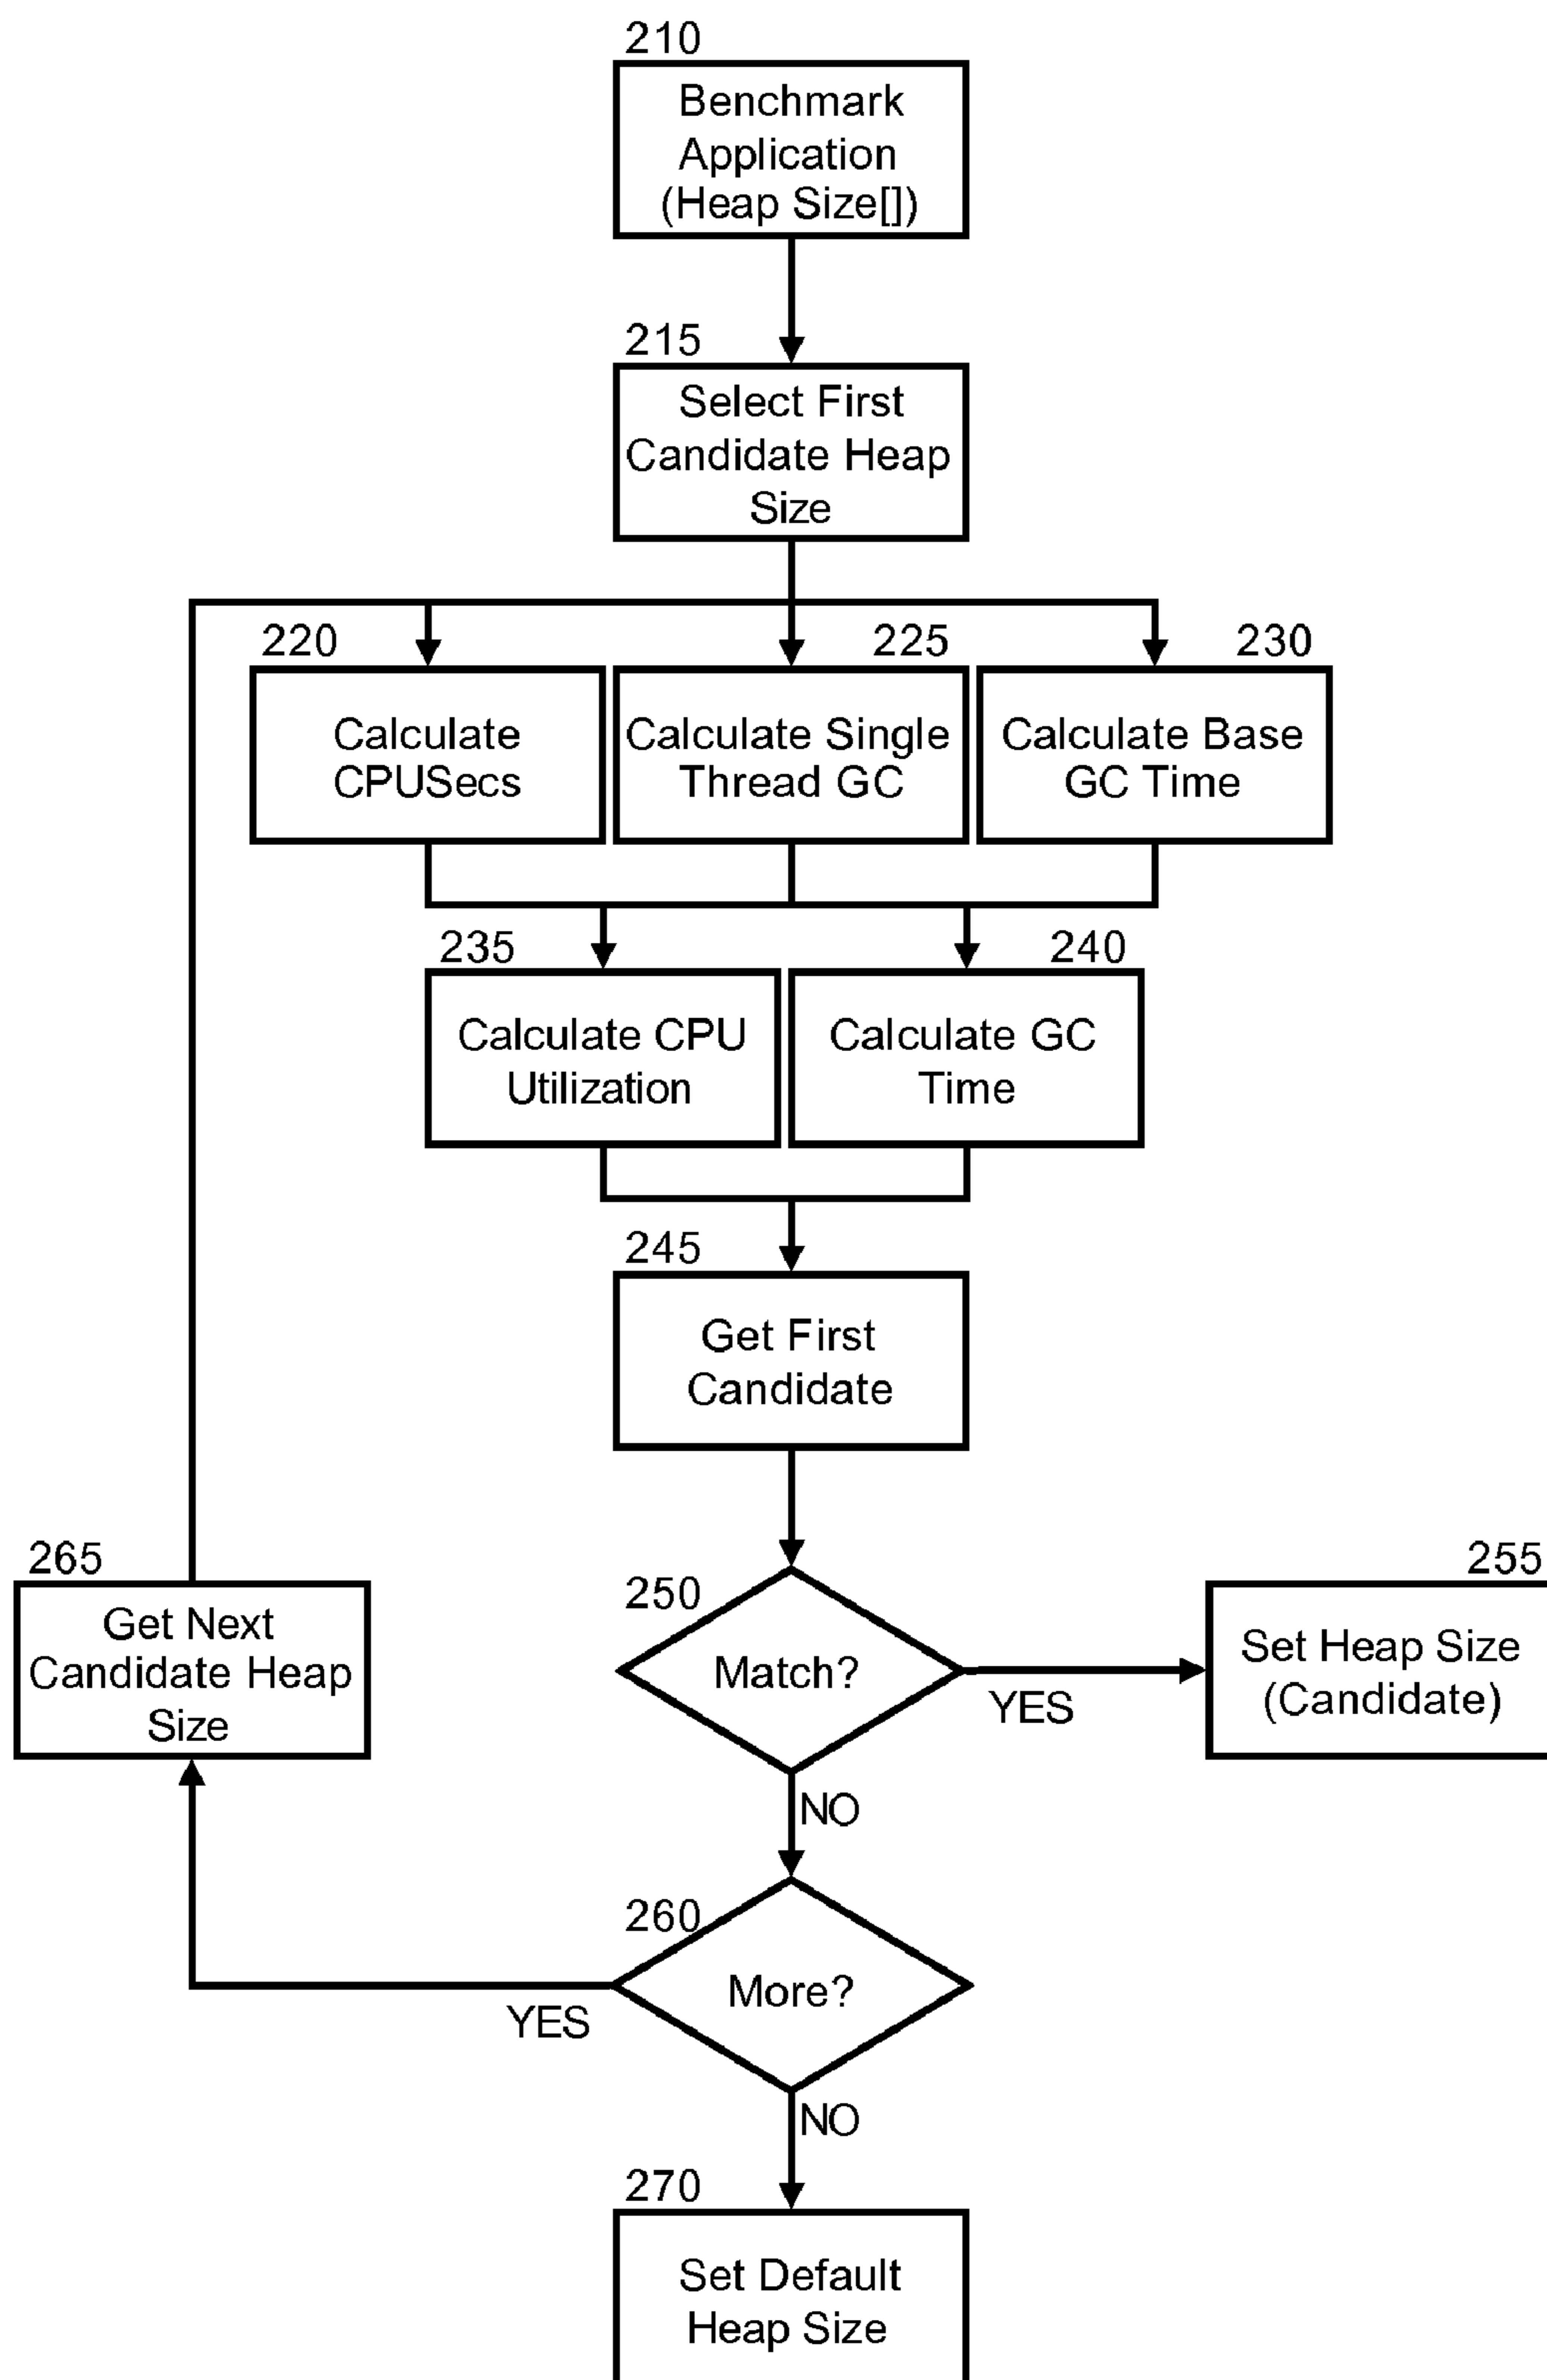 210
Benchmark
Application
(Heap Size[])
215
Select First
Candidate Heap
Size
220
Calculate
CPUSecs
225
Calculate Single
Thread GC
230
Calculate Base
GC Time
235
Calculate CPU
Utilization
240
Calculate GC
Time
245
Get First
Candidate
250
Match?
YES
NO
255
Set Heap Size
(Candidate)
260
More?
YES
NO
265
Get Next
Candidate Heap
Size
270
Set Default
Heap Size